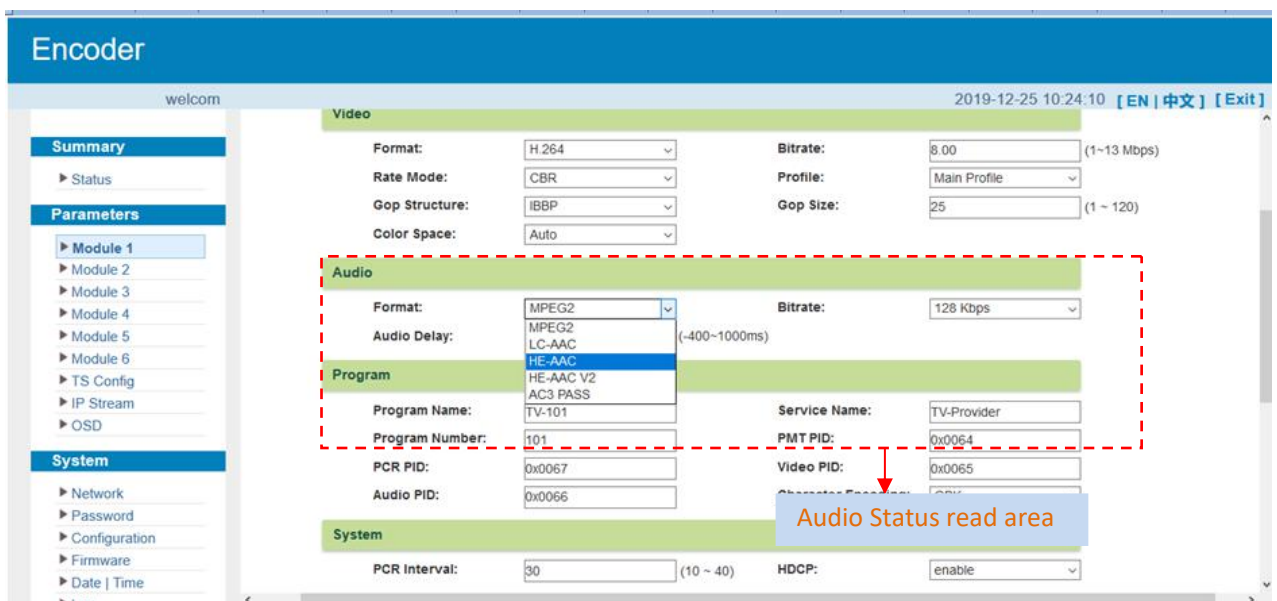 Encoder
welcom 2019-12-25 10:24:10 [ EN | 中文 ] [ Exit ]
Video
Summary
Format: H.264 Bitrate: 8.00 (1~13 Mbps)
Status
Rate Mode: CBR Profile: Main Profile
Parameters
Gop Structure: IBBP Gop Size: 25 (1 ~ 120)
Color Space: Auto
Module 1
Module 2
Audio
Module 3
Format: MPEG2 Bitrate: 128 Kbps
Module 4
MPEG2
Module 5
Audio Delay: (-400~1000ms)
LC-AAC
Module 6
HE-AAC
TS Config
Program
HE-AAC V2
IP Stream
AC3 PASS
Program Name: TV-101 Service Name: TV-Provider
OSD
Program Number: 101 PMT PID: 0x0064
System
PCR PID: 0x0067 Video PID: 0x0065
Network
Audio PID: 0x0066
Password
Audio Status read area
Configuration
System
Firmware
PCR Interval: 30 (10 ~ 40) HDCP: enable
Date | Time